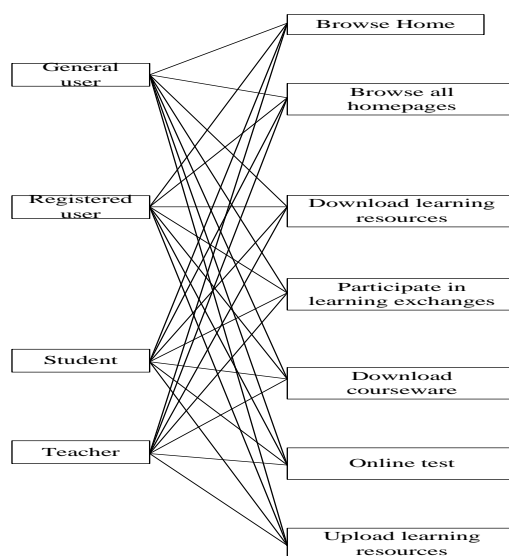 General
user
Registered
user
Student
Teacher
Browse Home
Browse all
homepages
Download learning
resources
Participate in
learning exchanges
Download
courseware
Online test
Upload learning
resources